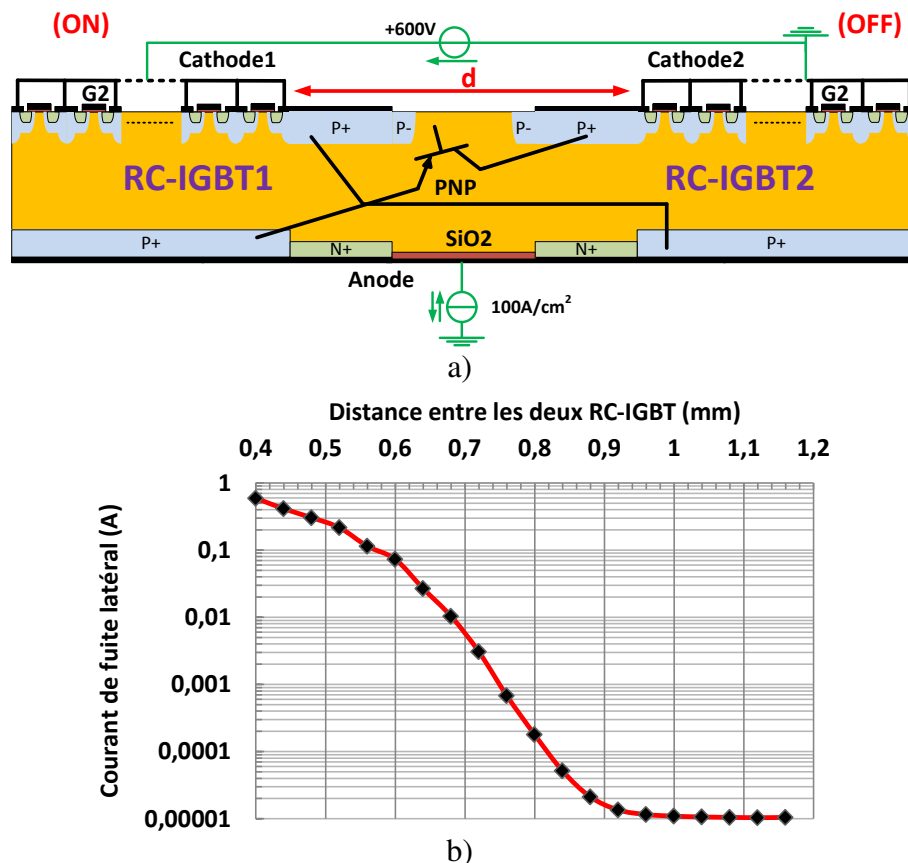 (ON) +600V (OFF)
Cathode1 Cathode2
G2 d G2
P+ P- P- P+
RC-IGBT1 PNP RC-IGBT2
P+ N+ SiO2 N+ P+
Anode
100A/cm²
a)
Distance entre les deux RC-IGBT (mm)
0,4 0,5 0,6 0,7 0,8 0,9 1 1,1 1,2
Courant de fuite latéral (A)
1
0,1
0,01
0,001
0,0001
0,00001
b)